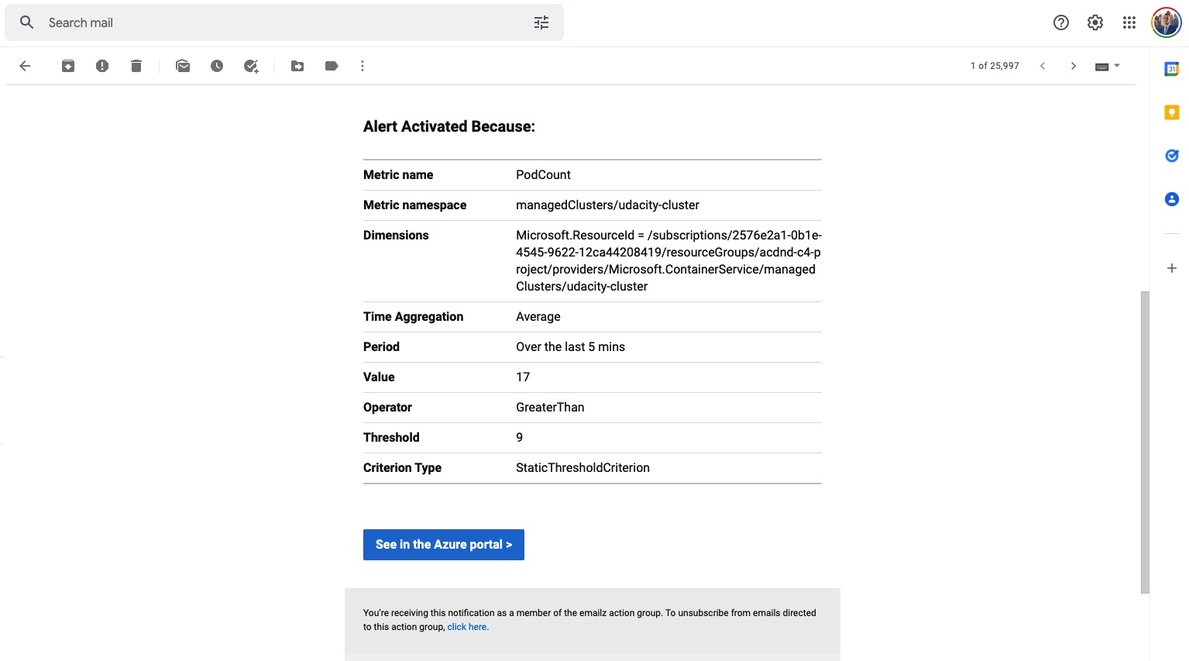 Search mail
1 of 25,997
31
Alert Activated Because:
Metric name PodCount
Metric namespace managedClusters/udacity-cluster
Dimensions Microsoft.ResourceId = /subscriptions/2576e2a1-0b1e-
4545-9622-12ca44208419/resourceGroups/acdnd-c4-p
roject/providers/Microsoft.ContainerService/managed
Clusters/udacity-cluster
Time Aggregation Average
Period Over the last 5 mins
Value 17
Operator GreaterThan
Threshold 9
Criterion Type StaticThresholdCriterion
See in the Azure portal >
You're receiving this notification as a member of the emailz action group. To unsubscribe from emails directed
to this action group, click here.